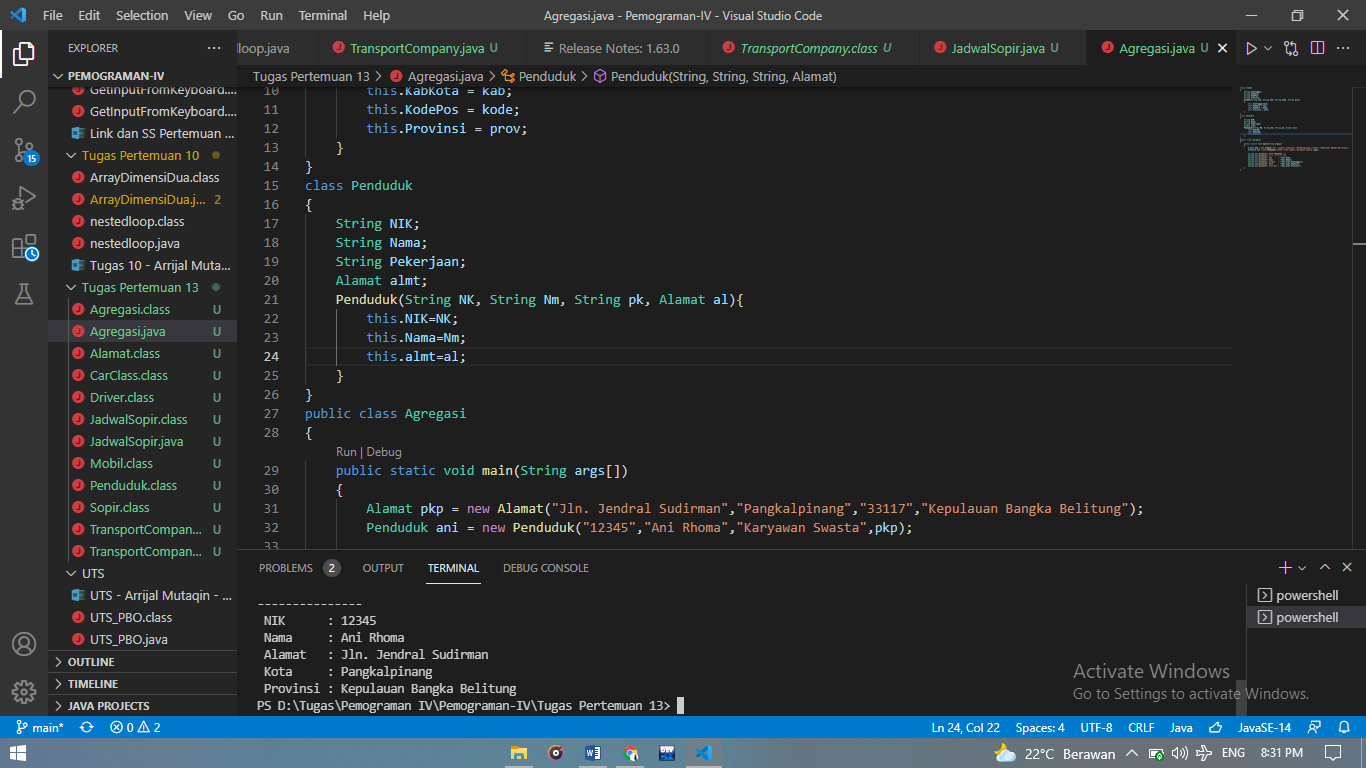 File Edit Selection View Go Run Terminal Help Agregasi.java - Pemograman-IV - Visual Studio Code
EXPLORER ···
loop.java TransportCompany.java U Release Notes: 1.63.0 TransportCompany.class U JadwalSopir.java U Agregasi.java U
Tugas Pertemuan 13 > Agregasi.java > Penduduk > Penduduk(String, String, String, Alamat)
PEMOGRAMAN-IV
GetInputFromKeyboard....
GetInputFromKeyboard....
Link dan SS Pertemuan ...
Tugas Pertemuan 10
ArrayDimensiDua.class
ArrayDimensiDua.j... 2
nestedloop.class
nestedloop.java
Tugas 10 - Arrijal Muta...
Tugas Pertemuan 13
Agregasi.class U
Agregasi.java U
Alamat.class U
CarClass.class U
Driver.class U
JadwalSopir.class U
JadwalSopir.java U
Mobil.class U
Penduduk.class U
Sopir.class U
TransportCompan... U
TransportCompan... U
UTS
UTS - Arrijal Mutaqin - ...
UTS_PBO.class
UTS_PBO.java
OUTLINE
TIMELINE
JAVA PROJECTS
15
10 this.KabKota = kab;
11 this.KodePos = kode;
12 this.Provinsi = prov;
13 }
14 }
15 class Penduduk
16 {
17 String NIK;
18 String Nama;
19 String Pekerjaan;
20 Alamat almt;
21 Penduduk(String NK, String Nm, String pk, Alamat al){
22 this.NIK=NK;
23 this.Nama=Nm;
24 this.almt=al;
25 }
26 }
27 public class Agregasi
28 {
Run | Debug
29 public static void main(String args[])
30 {
31 Alamat pkp = new Alamat("Jln. Jendral Sudirman","Pangkalpinang","33117","Kepulauan Bangka Belitung");
32 Penduduk ani = new Penduduk("12345","Ani Rhoma","Karyawan Swasta",pkp);
33
PROBLEMS 2 OUTPUT TERMINAL DEBUG CONSOLE
---------------
NIK : 12345
Nama : Ani Rhoma
Alamat : Jln. Jendral Sudirman
Kota : Pangkalpinang
Provinsi : Kepulauan Bangka Belitung
PS D:\Tugas\Pemograman IV\Pemograman-IV\Tugas Pertemuan 13>
powershell
powershell
Activate Windows
Go to Settings to activate Windows.
main* 0 2 Ln 24, Col 22 Spaces: 4 UTF-8 CRLF Java JavaSE-14
22°C Berawan ENG 8:31 PM